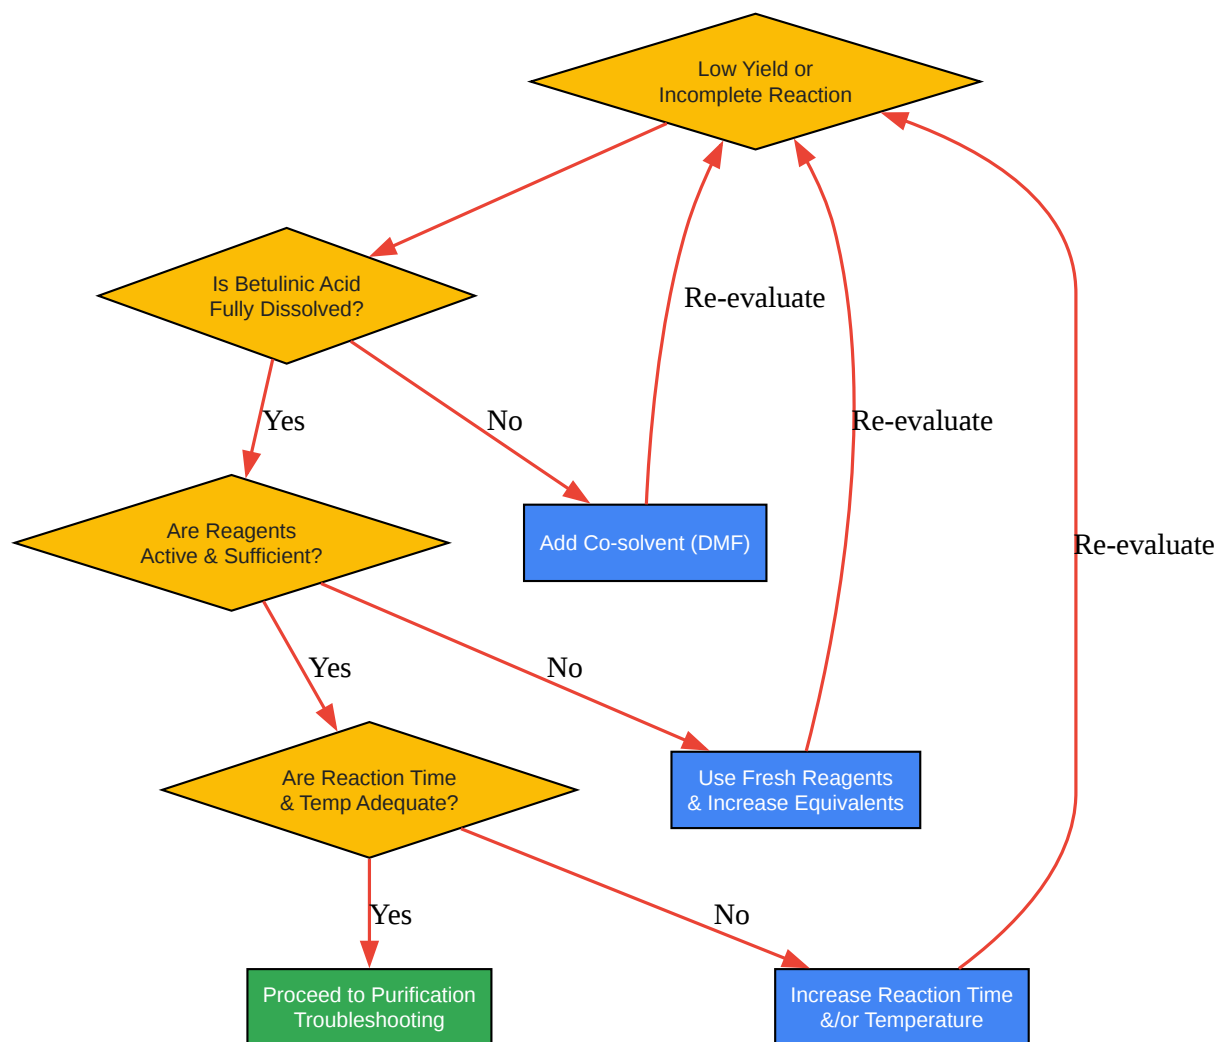 Low Yield or
Incomplete Reaction
Is Betulinic Acid
Fully Dissolved?
Re-evaluate
Yes
No
Re-evaluate
Are Reagents
Active & Sufficient?
Add Co-solvent (DMF)
Re-evaluate
Yes
No
Are Reaction Time
& Temp Adequate?
Use Fresh Reagents
& Increase Equivalents
Yes
No
Proceed to Purification
Troubleshooting
Increase Reaction Time
&/or Temperature